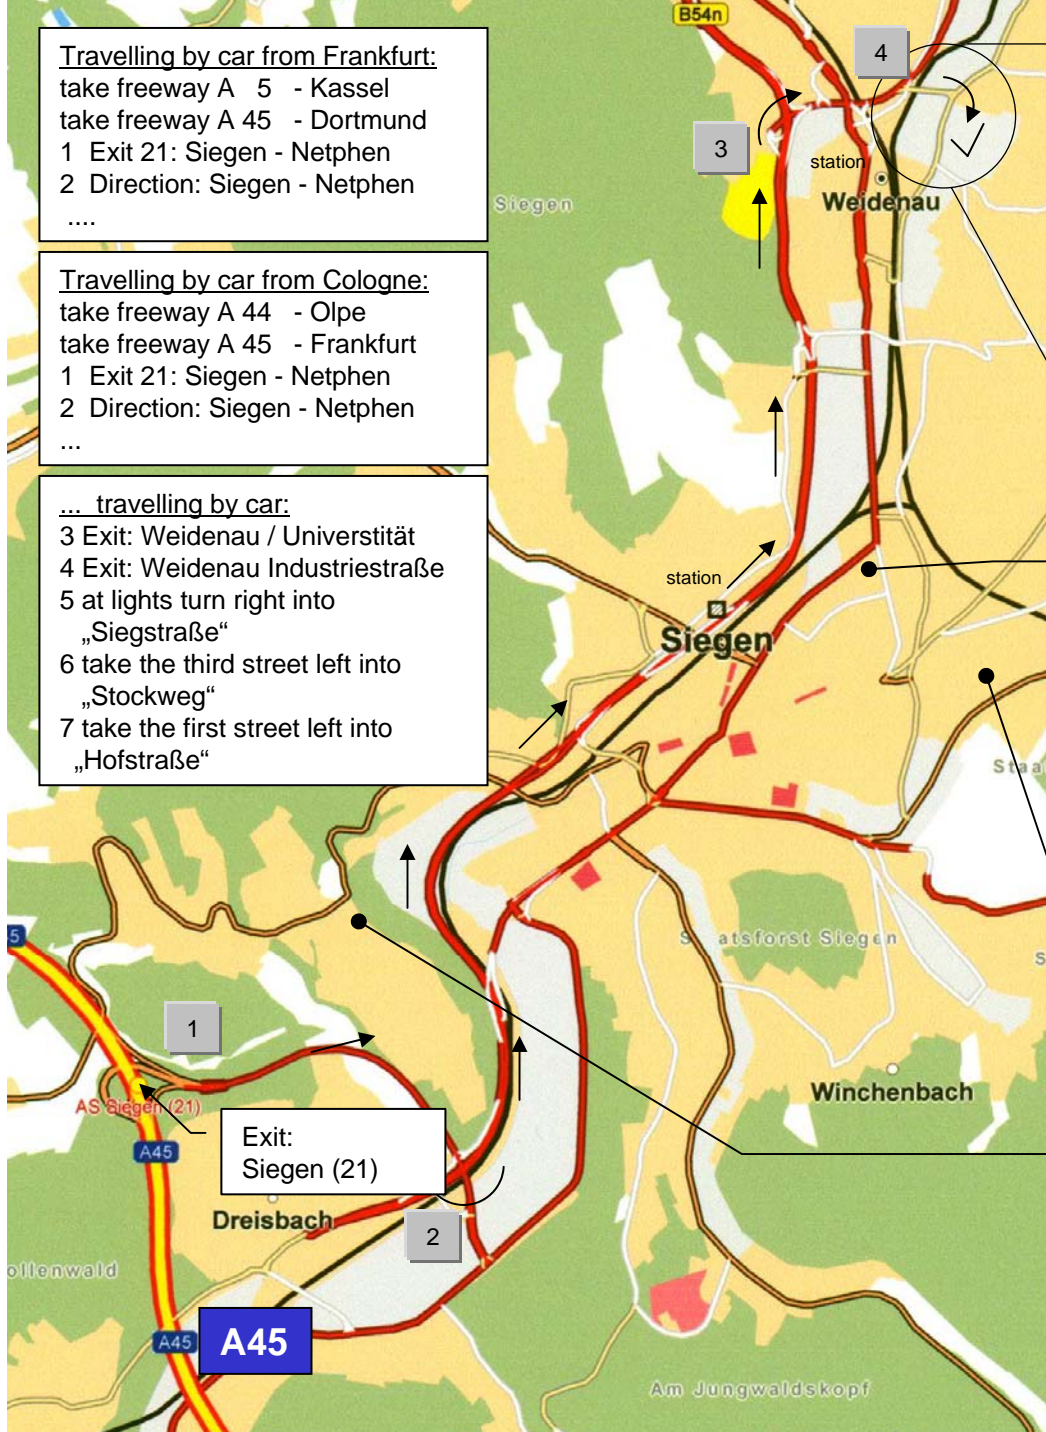 Travelling by car from Frankfurt:
take freeway A 5 - Kassel
take freeway A 45 - Dortmund
1 Exit 21: Siegen - Netphen
2 Direction: Siegen - Netphen
....
Travelling by car from Cologne:
take freeway A 44 - Olpe
take freeway A 45 - Frankfurt
1 Exit 21: Siegen - Netphen
2 Direction: Siegen - Netphen
...
... travelling by car:
3 Exit: Weidenau / Universtität
4 Exit: Weidenau Industriestraße
5 at lights turn right into
„Siegstraße“
6 take the third street left into
„Stockweg“
7 take the first street left into
„Hofstraße“
B54n
4
3
station
Weidenau
Siegen
station
Siegen
Staa
S atsforst Siegen
S
5
1
AS Siegen (21)
A45
Exit:
Siegen (21)
Winchenbach
Dreisbach
2
ollenwald
A45
A45
Am Jungwaldskopf